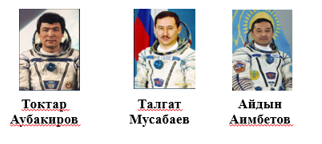 Токтар
Аубакиров
Талгат
Мусабаев
Айдын
Аимбетов